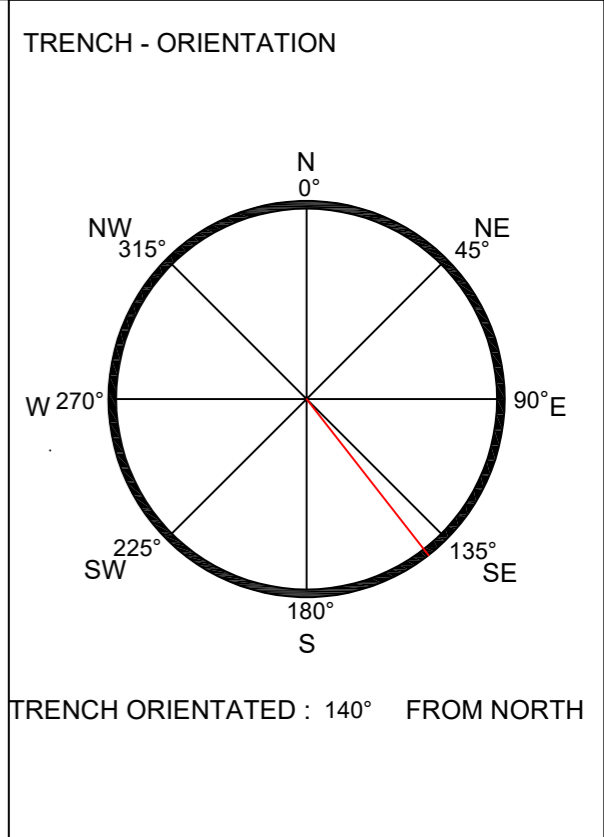 TRENCH - ORIENTATION
N
0°
NW
315°
NE
45°
W 270°
90° E
225°
SW
135°
SE
180°
S
TRENCH ORIENTATED : 140° FROM NORTH